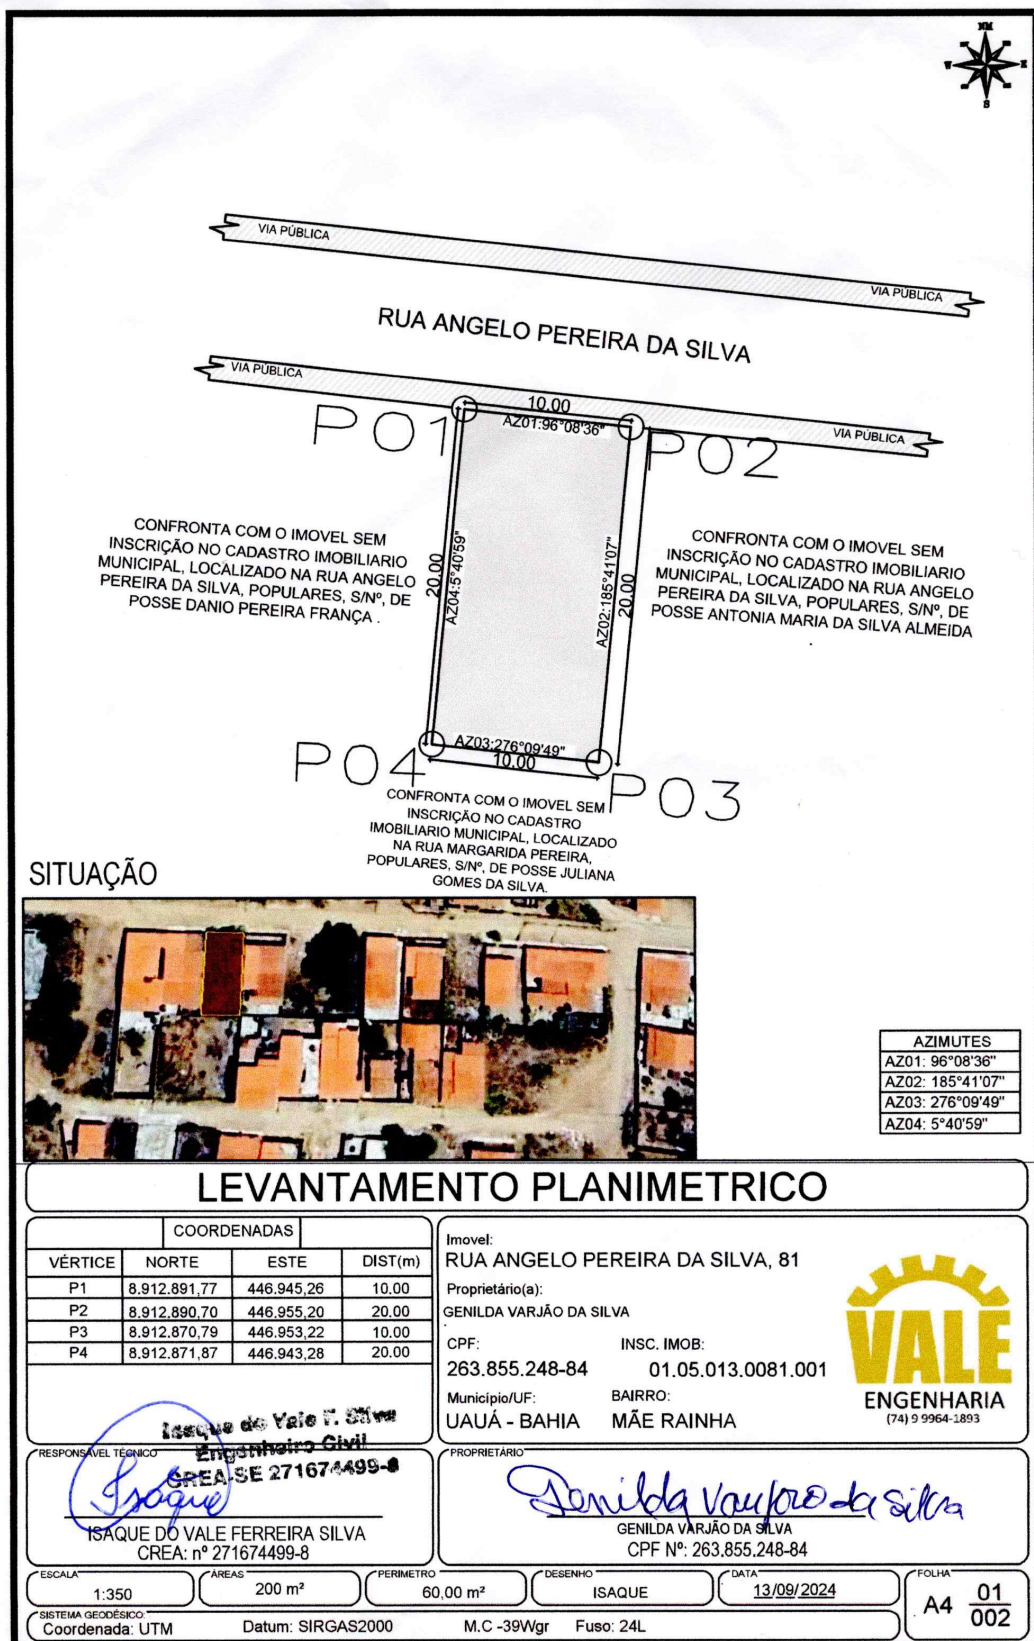 NM
W
E
S
VIA PÚBLICA
VIA PÚBLICA
RUA ANGELO PEREIRA DA SILVA
VIA PÚBLICA
VIA PÚBLICA
10.00
AZ01:96°08'36"
P01
P02
CONFRONTA COM O IMOVEL SEM
INSCRIÇÃO NO CADASTRO IMOBILIARIO
MUNICIPAL, LOCALIZADO NA RUA ANGELO
PEREIRA DA SILVA, POPULARES, S/Nº, DE
POSSE DANIO PEREIRA FRANÇA .
20.00
AZ04:5°40'59"
AZ02:185°41'07"
20.00
CONFRONTA COM O IMOVEL SEM
INSCRIÇÃO NO CADASTRO IMOBILIARIO
MUNICIPAL, LOCALIZADO NA RUA ANGELO
PEREIRA DA SILVA, POPULARES, S/Nº, DE
POSSE ANTONIA MARIA DA SILVA ALMEIDA
AZ03:276°09'49"
10.00
P04
P03
CONFRONTA COM O IMOVEL SEM
INSCRIÇÃO NO CADASTRO
IMOBILIARIO MUNICIPAL, LOCALIZADO
NA RUA MARGARIDA PEREIRA,
POPULARES, S/Nº, DE POSSE JULIANA
GOMES DA SILVA.
SITUAÇÃO
AZIMUTES
AZ01: 96°08'36"
AZ02: 185°41'07"
AZ03: 276°09'49"
AZ04: 5°40'59"
LEVANTAMENTO PLANIMETRICO
COORDENADAS
VÉRTICE NORTE ESTE DIST(m)
P1 8.912.891,77 446.945,26 10.00
P2 8.912.890,70 446.955,20 20.00
P3 8.912.870,79 446.953,22 10.00
P4 8.912.871,87 446.943,28 20.00
Imovel:
RUA ANGELO PEREIRA DA SILVA, 81
Proprietário(a):
GENILDA VARJÃO DA SILVA
CPF: INSC. IMOB:
263.855.248-84 01.05.013.0081.001
Município/UF: BAIRRO:
UAUÁ - BAHIA MÃE RAINHA
VALE
ENGENHARIA
(74) 9 9964-1893
Isaque do Vale F. Silva
Engenheiro Civil
CREA-SE 271674499-8
RESPONSÁVEL TÉCNICO
Isaque
ISAQUE DO VALE FERREIRA SILVA
CREA: nº 271674499-8
PROPRIETÁRIO
Genilda Varjão da Silva
GENILDA VARJÃO DA SILVA
CPF Nº: 263.855.248-84
ESCALA
1:350
ÁREAS
200 m²
PERIMETRO
60,00 m²
DESENHO
ISAQUE
DATA
13/09/2024
FOLHA
A4 01
002
SISTEMA GEODÉSICO:
Coordenada: UTM Datum: SIRGAS2000 M.C -39Wgr Fuso: 24L